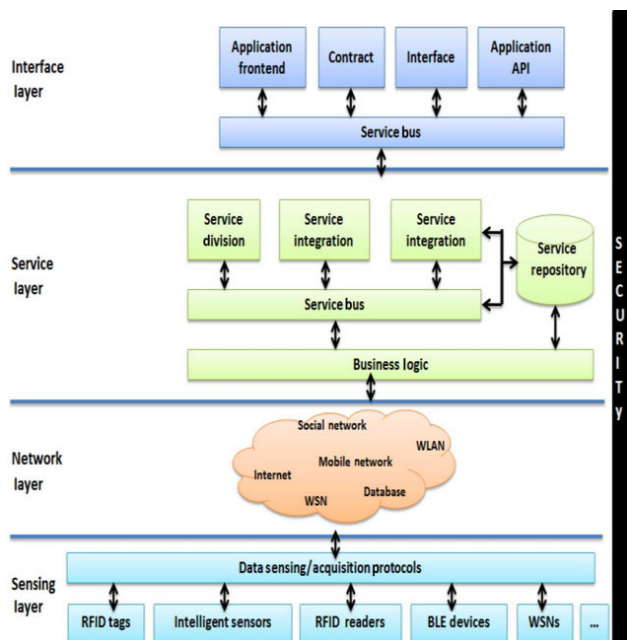 Application
frontend
Contract
Interface
Application
API
Interface
layer
Service bus
Service
division
Service
integration
Service
integration
Service
repository
Service
layer
Service bus
Business logic
Social network
WLAN
Mobile network
Internet
Database
WSN
Network
layer
Data sensing/acquisition protocols
Sensing
layer
RFID tags
Intelligent sensors
RFID readers
BLE devices
WSNs
...
S
E
C
U
R
I
T
y